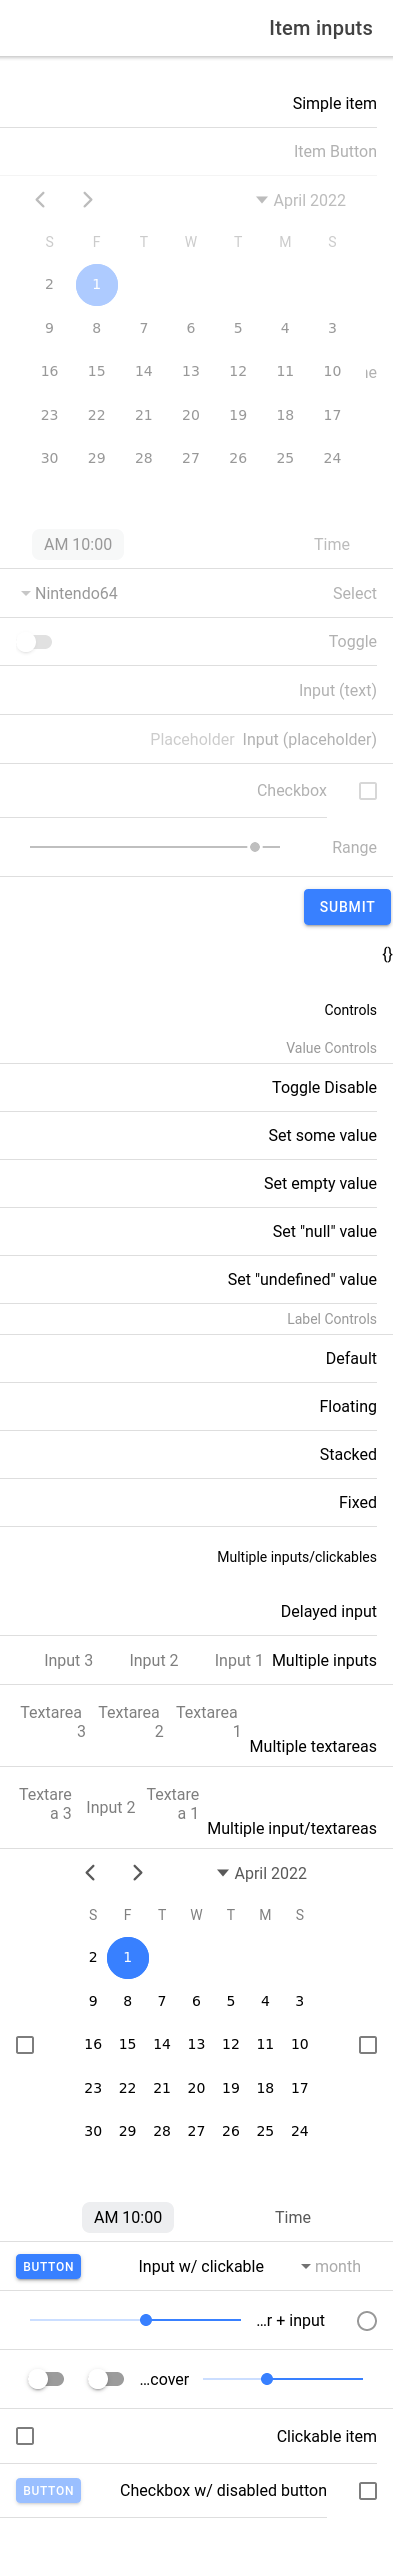 Item inputs
Simple item
Item Button
April 2022
S M T W T F S
1 2
3 4 5 6 7 8 9
10 11 12 13 14 15 16
17 18 19 20 21 22 23
24 25 26 27 28 29 30
Time
AM 10:00
Select
Nintendo64
Toggle
Input (text)
Input (placeholder) Placeholder
Checkbox
Range
SUBMIT
{}
Controls
Value Controls
Toggle Disable
Set some value
Set empty value
Set "null" value
Set "undefined" value
Label Controls
Default
Floating
Stacked
Fixed
Multiple inputs/clickables
Delayed input
Multiple inputs Input 1 Input 2 Input 3
Multiple textareas Textarea 1 Textarea 2 Textarea 3
Multiple input/textareas Textarea 1 Input 2 Textarea 3
April 2022
S M T W T F S
1 2
3 4 5 6 7 8 9
10 11 12 13 14 15 16
17 18 19 20 21 22 23
24 25 26 27 28 29 30
Time
AM 10:00
month
Input w/ clickable
BUTTON
...r + input
...cover
Clickable item
Checkbox w/ disabled button
BUTTON